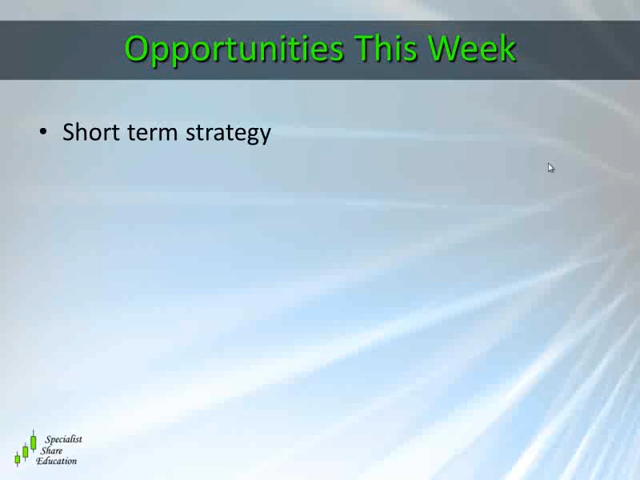 Opportunities This Week
• Short term strategy
Specialist
Share
Education